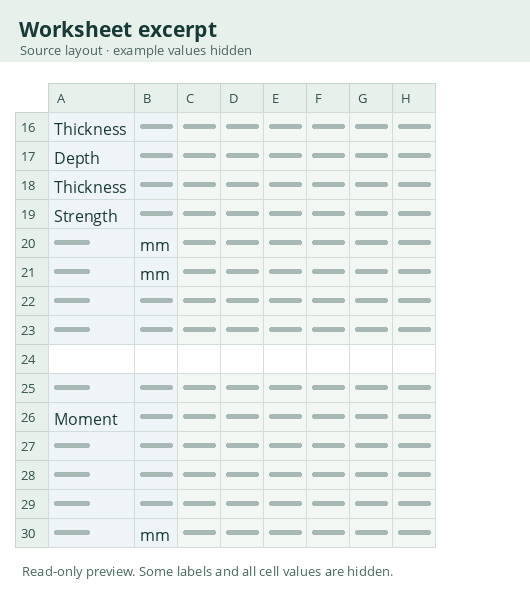 Worksheet excerpt
Source layout · example values hidden
A B C D E F G H
16 Thickness
17 Depth
18 Thickness
19 Strength
20 mm
21 mm
22
23
24
25
26 Moment
27
28
29
30 mm
Read-only preview. Some labels and all cell values are hidden.